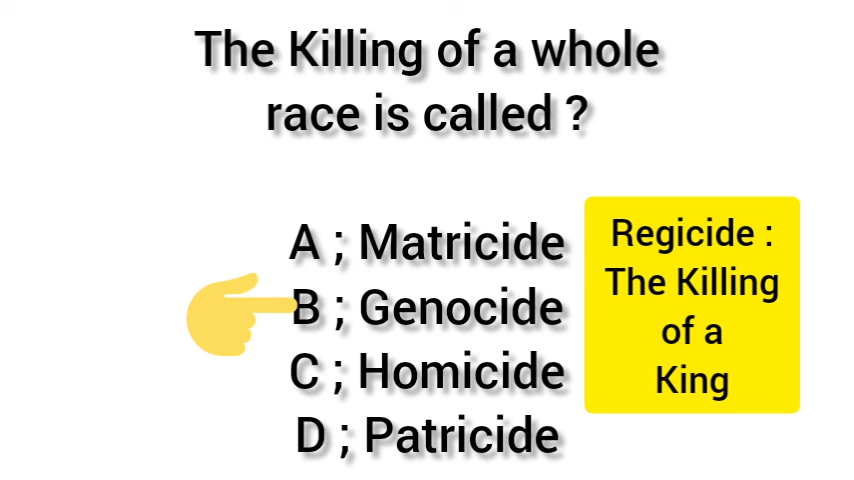 The Killing of a whole
race is called ?
A ; Matricide
B ; Genocide
C ; Homicide
D ; Patricide
Regicide :
The Killing
of a
King